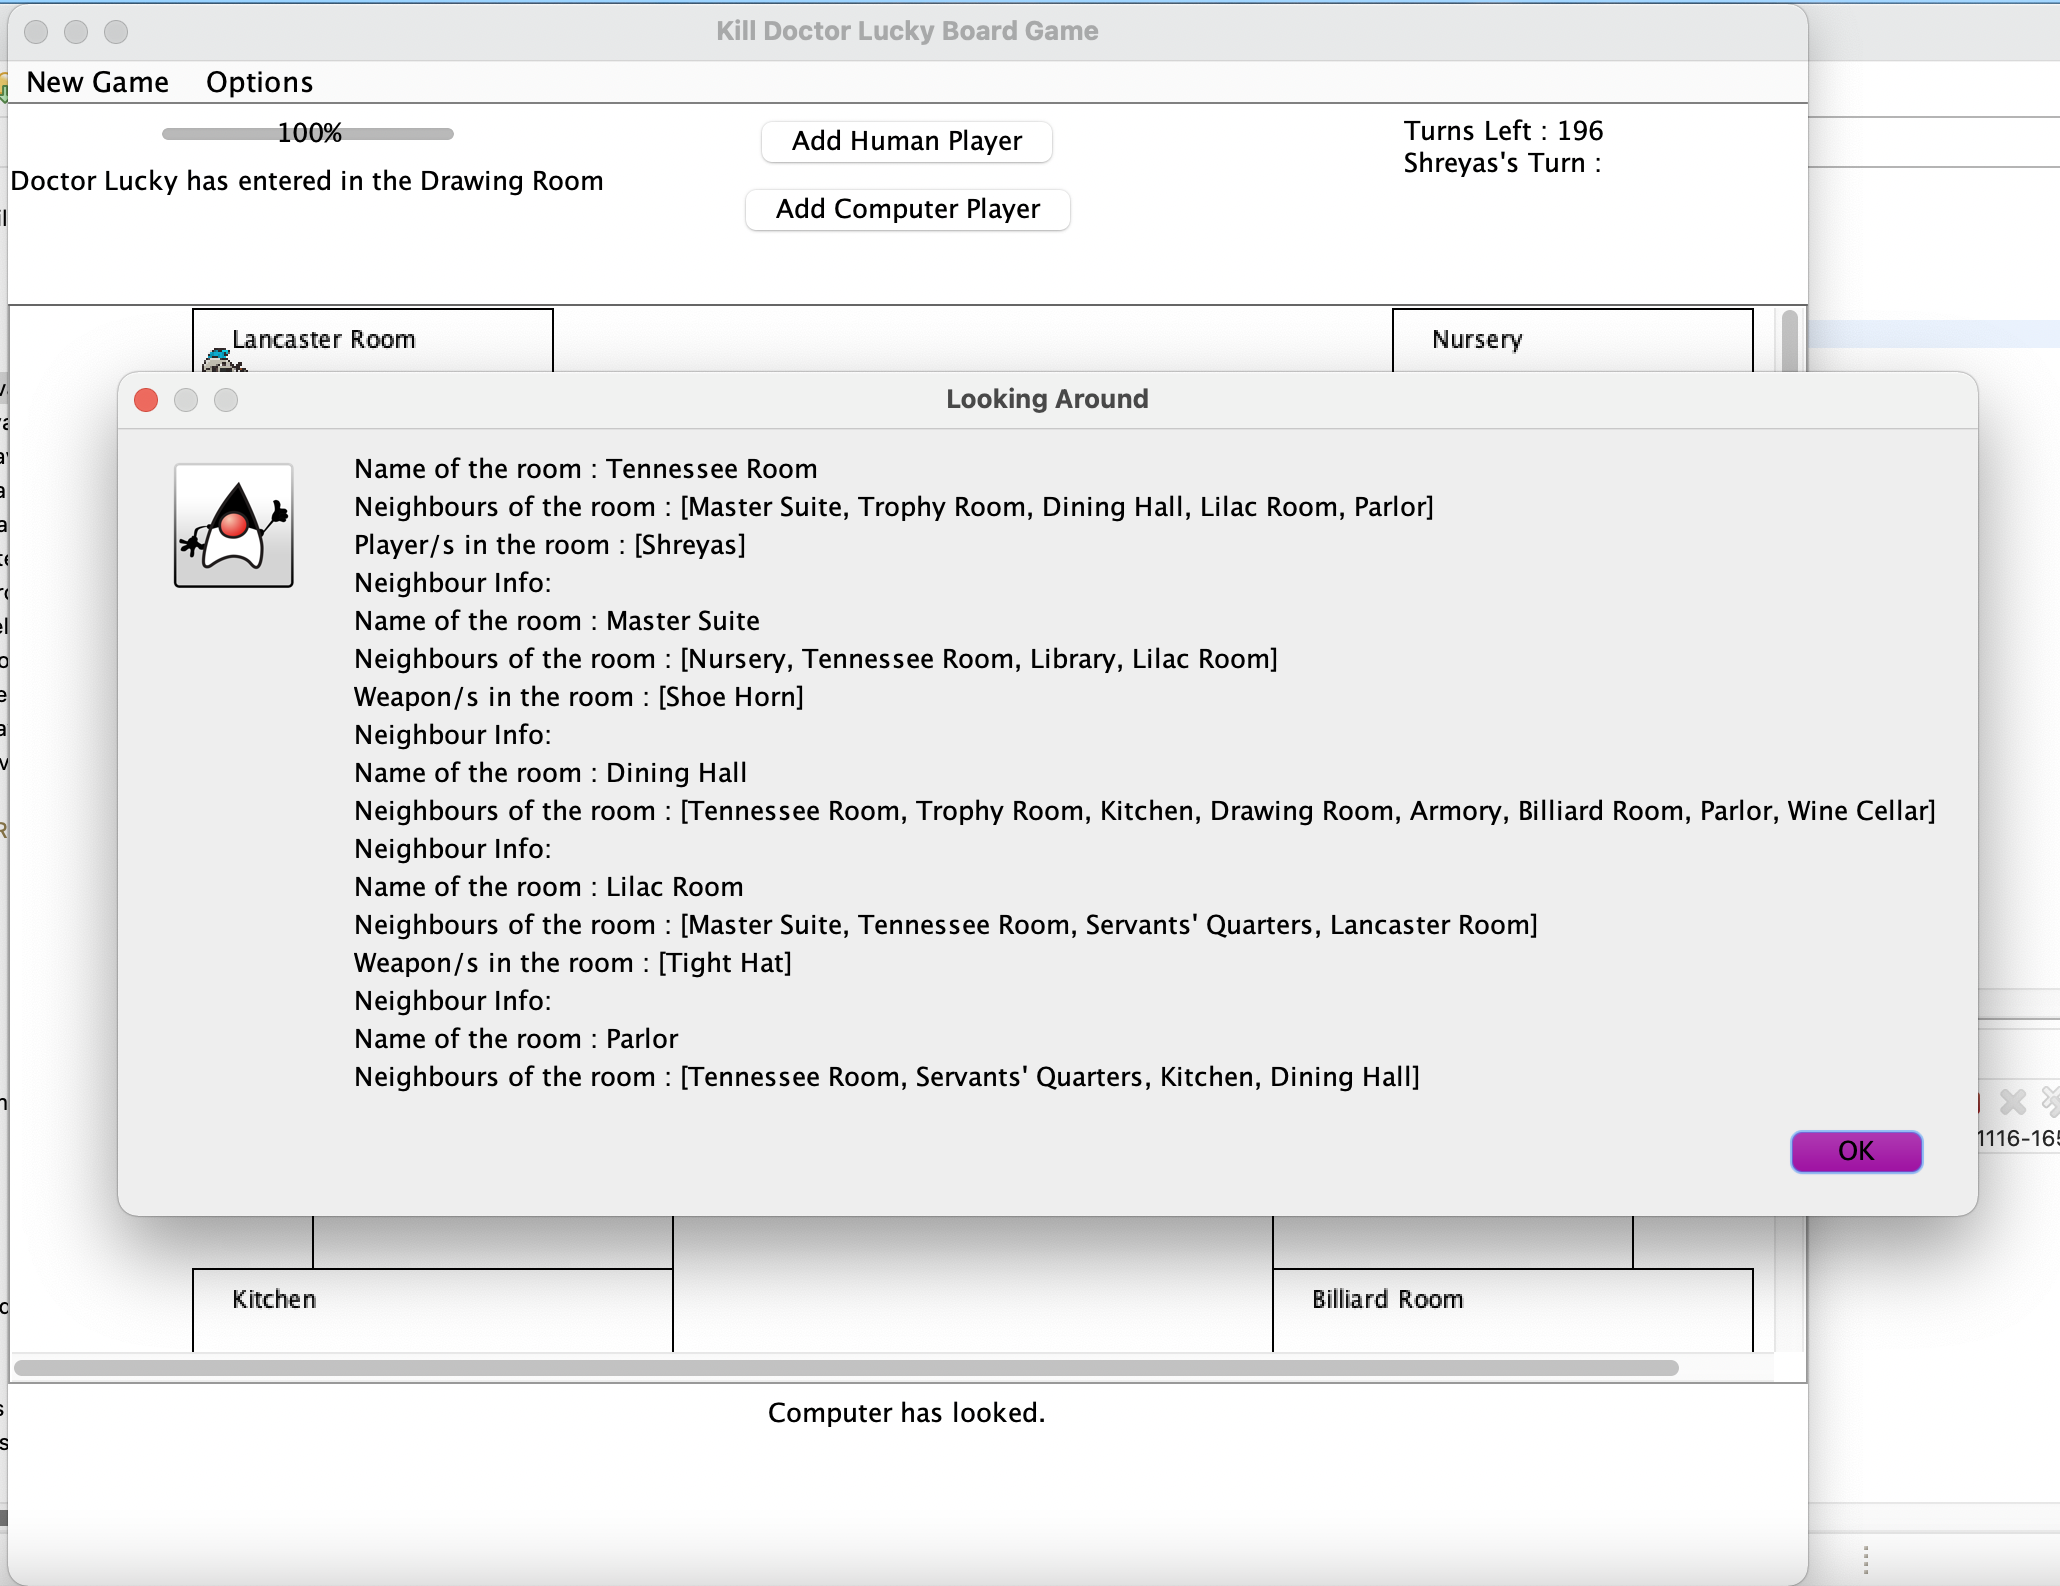 Kill Doctor Lucky Board Game
New Game Options
100%
Doctor Lucky has entered in the Drawing Room
Add Human Player
Add Computer Player
Turns Left : 196
Shreyas's Turn :
Lancaster Room
Nursery
Looking Around
Name of the room : Tennessee Room
Neighbours of the room : [Master Suite, Trophy Room, Dining Hall, Lilac Room, Parlor]
Player/s in the room : [Shreyas]
Neighbour Info:
Name of the room : Master Suite
Neighbours of the room : [Nursery, Tennessee Room, Library, Lilac Room]
Weapon/s in the room : [Shoe Horn]
Neighbour Info:
Name of the room : Dining Hall
Neighbours of the room : [Tennessee Room, Trophy Room, Kitchen, Drawing Room, Armory, Billiard Room, Parlor, Wine Cellar]
Neighbour Info:
Name of the room : Lilac Room
Neighbours of the room : [Master Suite, Tennessee Room, Servants' Quarters, Lancaster Room]
Weapon/s in the room : [Tight Hat]
Neighbour Info:
Name of the room : Parlor
Neighbours of the room : [Tennessee Room, Servants' Quarters, Kitchen, Dining Hall]
OK
1116-165
Kitchen
Billiard Room
Computer has looked.